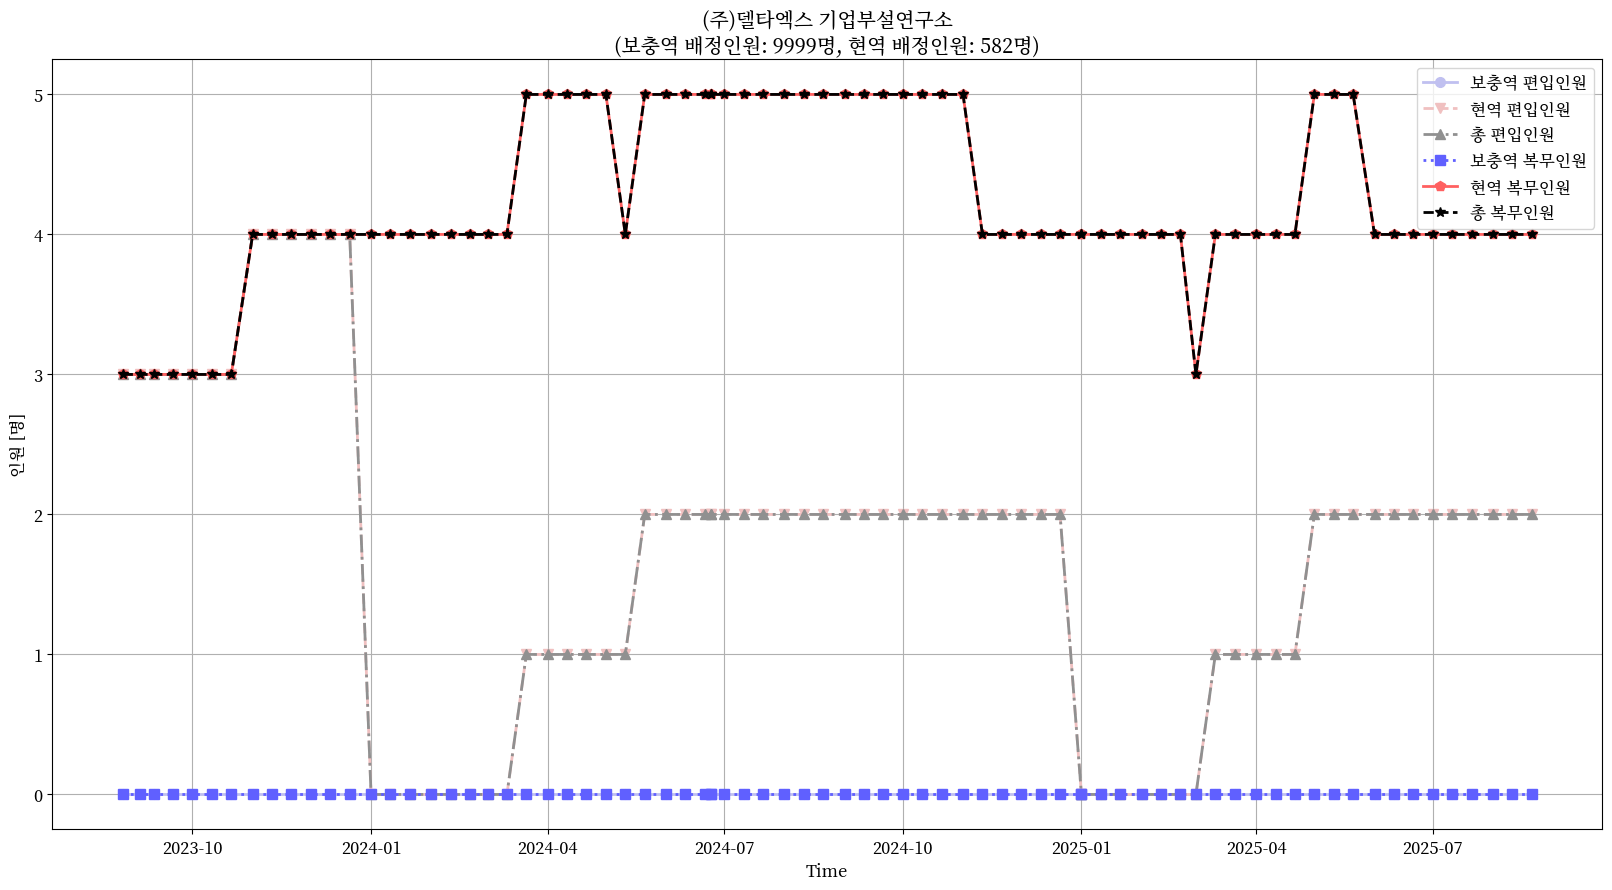 (주)델타엑스 기업부설연구소
(보충역 배정인원: 9999명, 현역 배정인원: 582명)
보충역 편입인원
현역 편입인원
총 편입인원
보충역 복무인원
현역 복무인원
총 복무인원
인원 [명]
5
4
3
2
1
0
2023-10 2024-01 2024-04 2024-07 2024-10 2025-01 2025-04 2025-07
Time